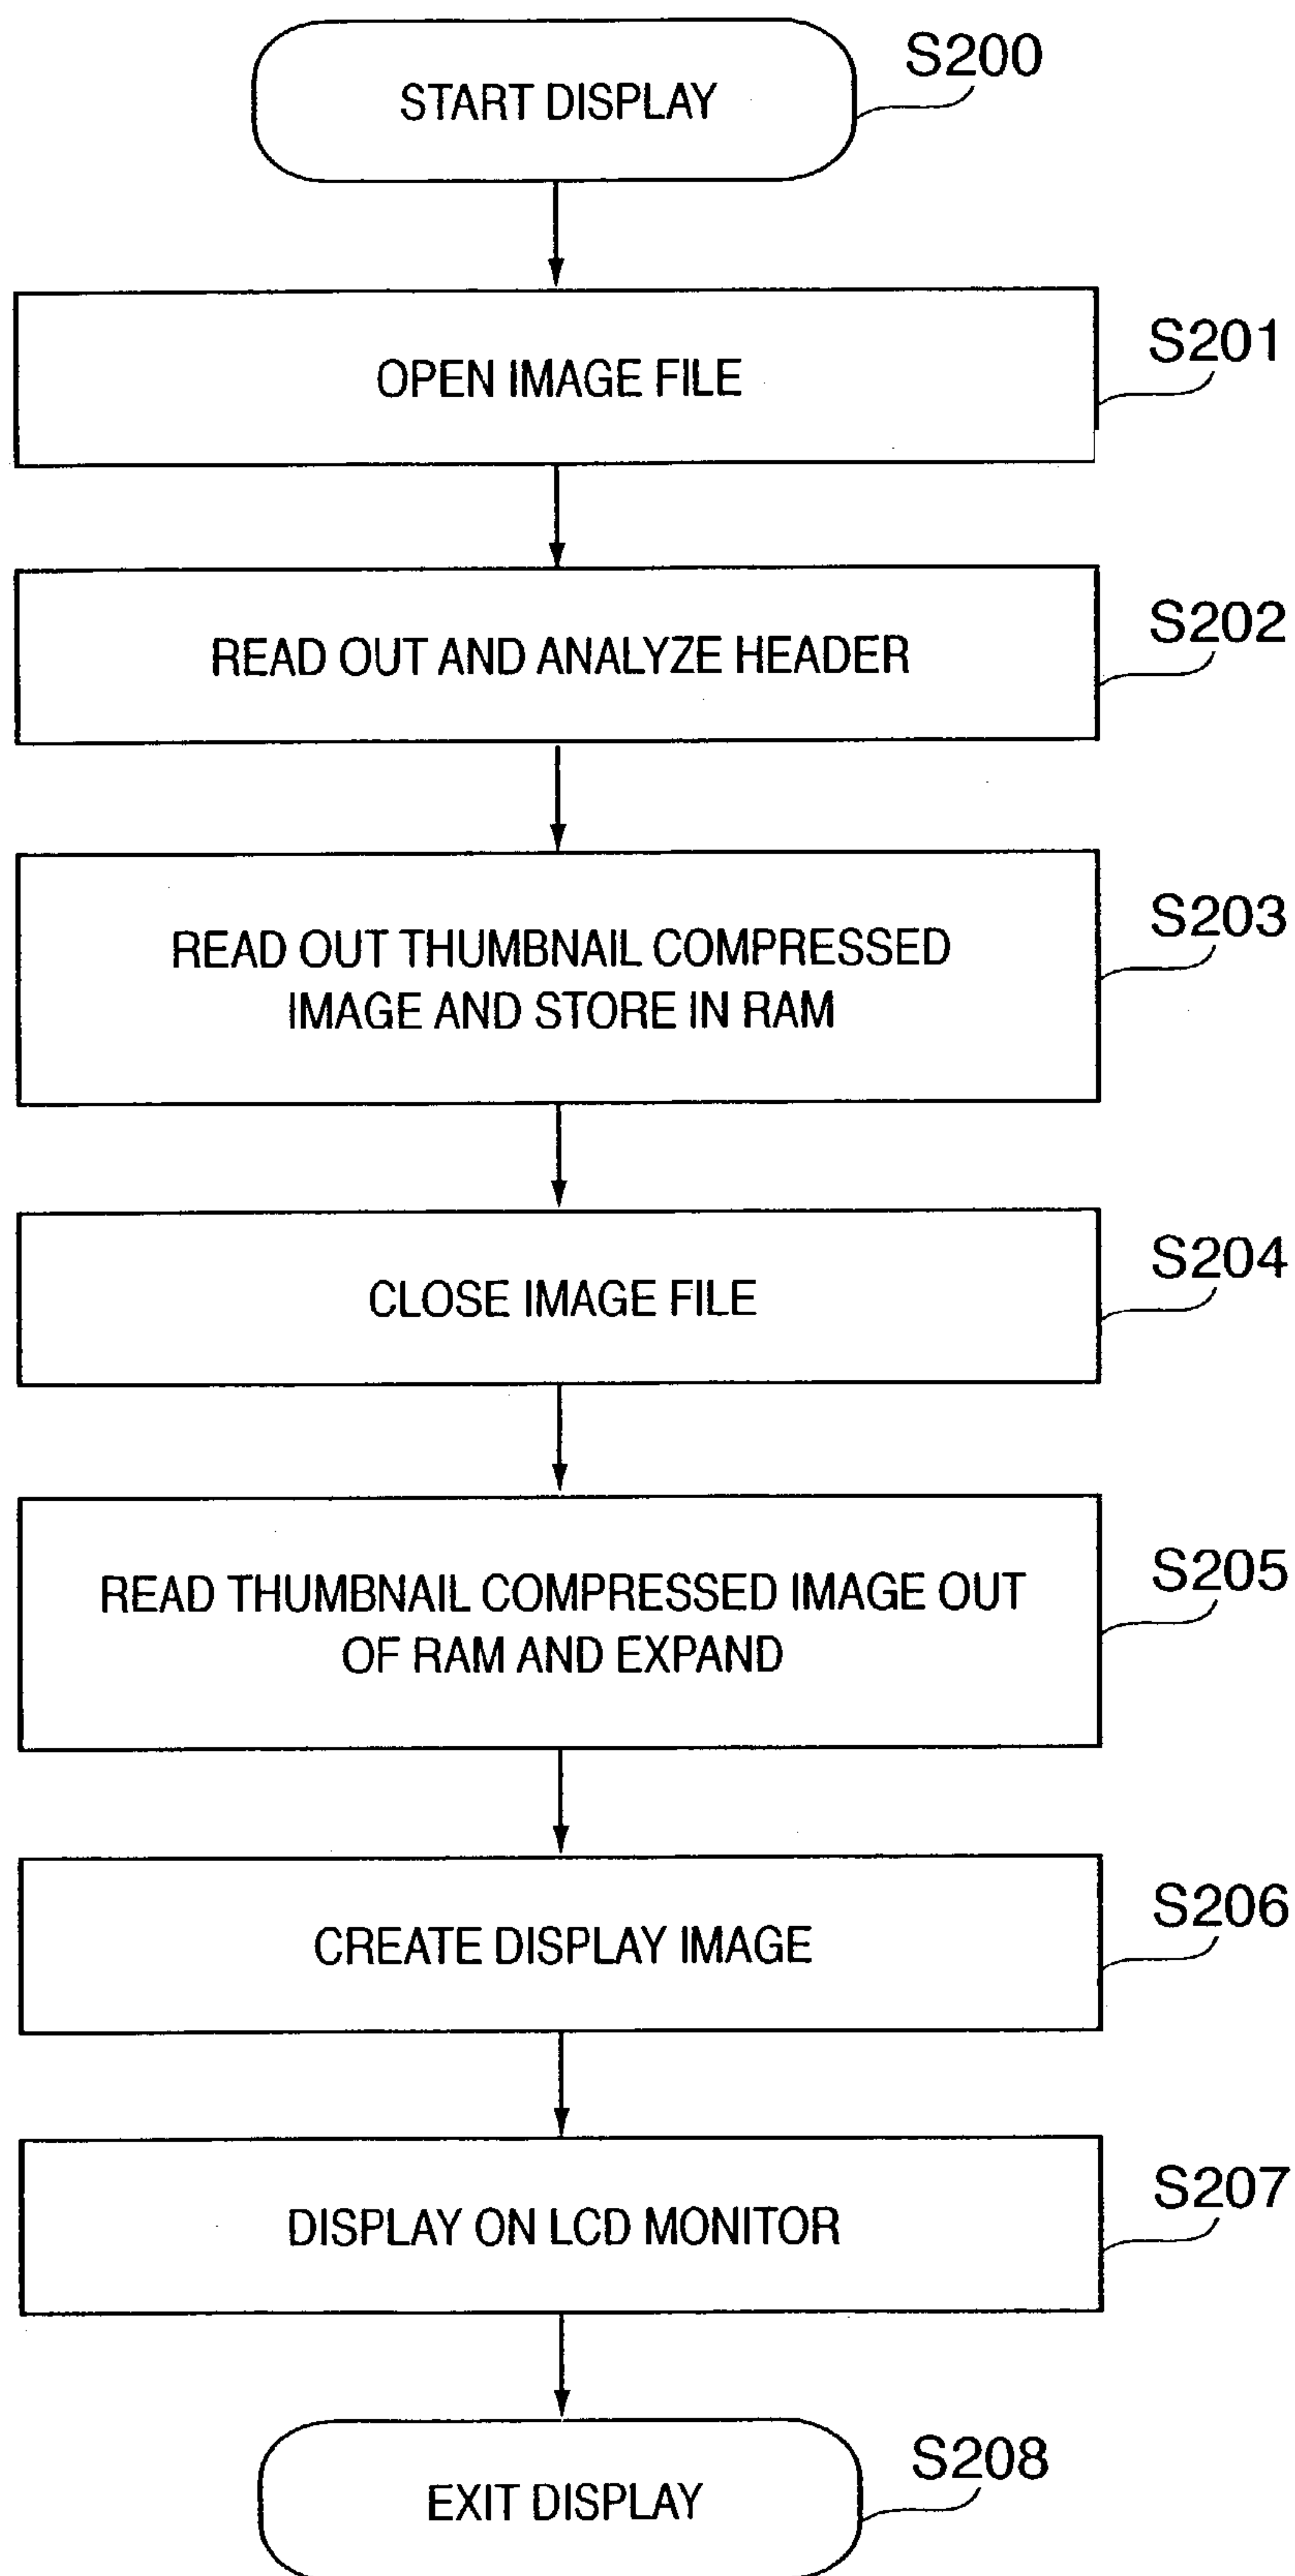 START DISPLAY
S200
OPEN IMAGE FILE
S201
READ OUT AND ANALYZE HEADER
S202
READ OUT THUMBNAIL COMPRESSED
IMAGE AND STORE IN RAM
S203
CLOSE IMAGE FILE
S204
READ THUMBNAIL COMPRESSED IMAGE OUT
OF RAM AND EXPAND
S205
CREATE DISPLAY IMAGE
S206
DISPLAY ON LCD MONITOR
S207
EXIT DISPLAY
S208